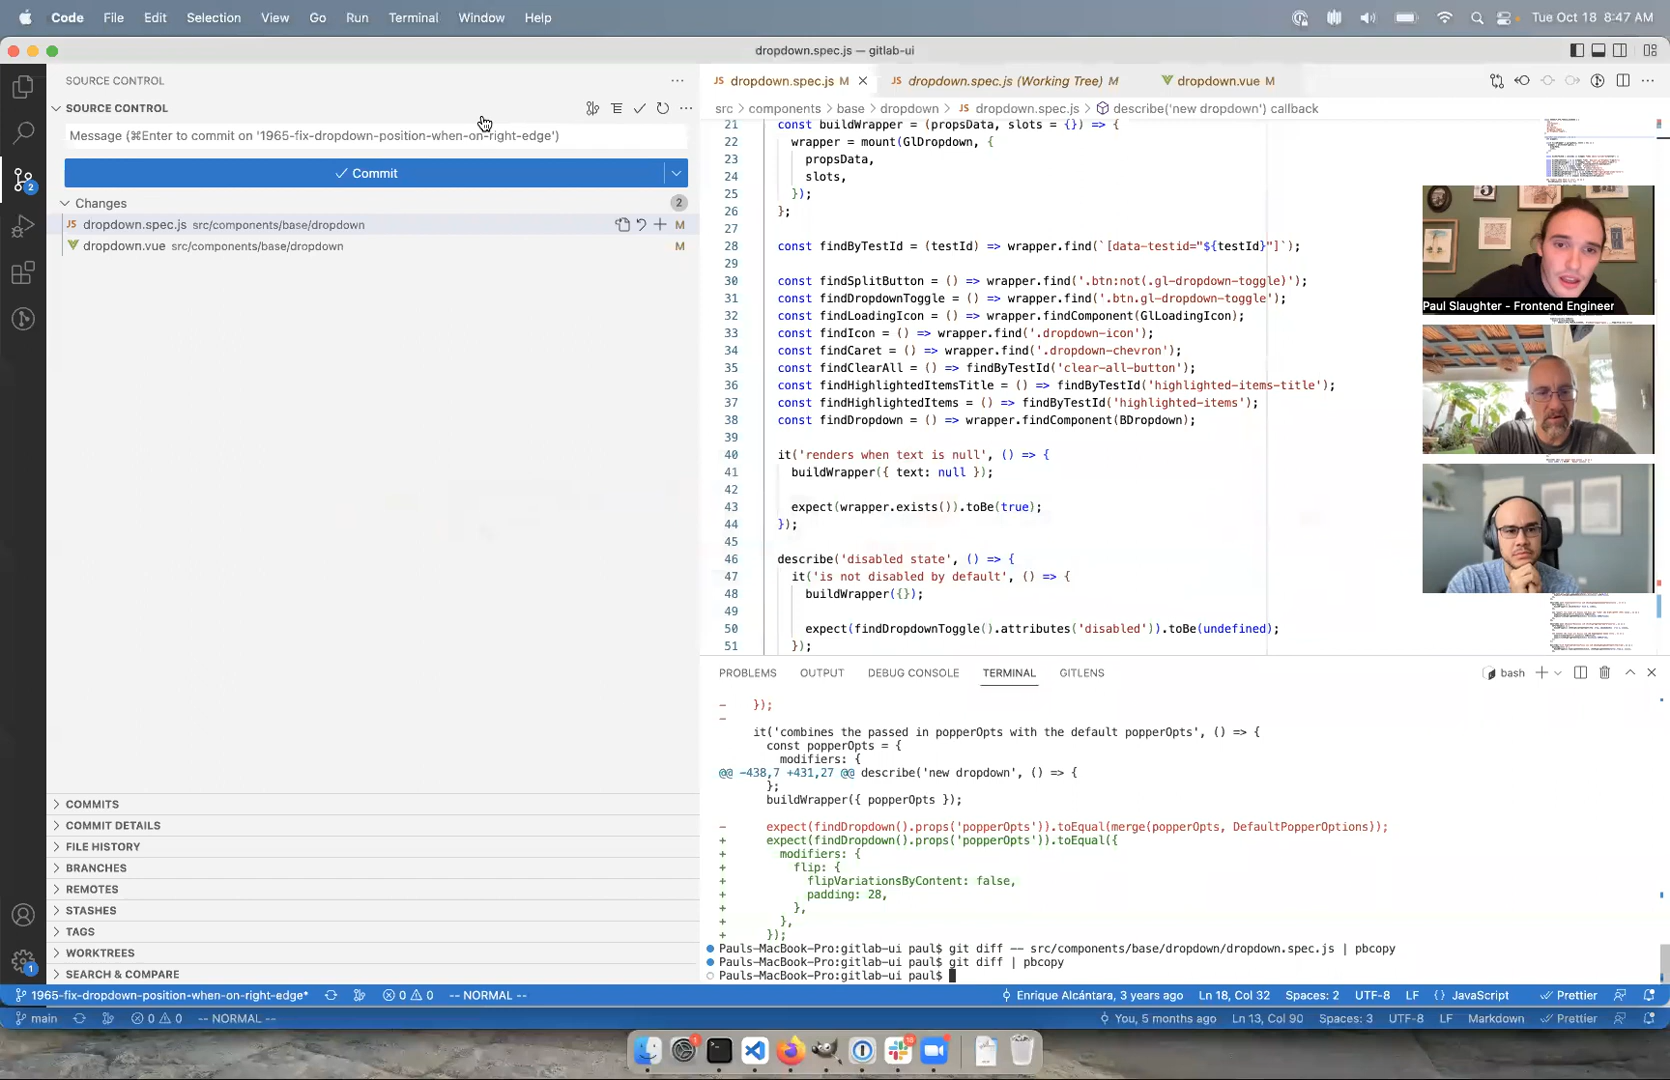 Code File Edit Selection View Go Run Terminal Window Help
Tue Oct 18 8:47 AM
dropdown.spec.js — gitlab-ui
SOURCE CONTROL
SOURCE CONTROL
Message (⌘Enter to commit on '1965-fix-dropdown-position-when-on-right-edge')
Commit
Changes 2
dropdown.spec.js src/components/base/dropdown M
dropdown.vue src/components/base/dropdown M
2
1
COMMITS
COMMIT DETAILS
FILE HISTORY
BRANCHES
REMOTES
STASHES
TAGS
WORKTREES
SEARCH & COMPARE
JS dropdown.spec.js M
JS dropdown.spec.js (Working Tree) M
dropdown.vue M
src > components > base > dropdown > JS dropdown.spec.js > describe('new dropdown') callback
21 const buildWrapper = (propsData, slots = {}) => {
22 wrapper = mount(GlDropdown, {
23 propsData,
24 slots,
25 });
26 };
27
28 const findByTestId = (testId) => wrapper.find(`[data-testid="${testId}"]`);
29
30 const findSplitButton = () => wrapper.find('.btn:not(.gl-dropdown-toggle)');
31 const findDropdownToggle = () => wrapper.find('.btn.gl-dropdown-toggle');
32 const findLoadingIcon = () => wrapper.findComponent(GlLoadingIcon);
33 const findIcon = () => wrapper.find('.dropdown-icon');
34 const findCaret = () => wrapper.find('.dropdown-chevron');
35 const findClearAll = () => findByTestId('clear-all-button');
36 const findHighlightedItemsTitle = () => findByTestId('highlighted-items-title');
37 const findHighlightedItems = () => findByTestId('highlighted-items');
38 const findDropdown = () => wrapper.findComponent(BDropdown);
39
40 it('renders when text is null', () => {
41 buildWrapper({ text: null });
42
43 expect(wrapper.exists()).toBe(true);
44 });
45
46 describe('disabled state', () => {
47 it('is not disabled by default', () => {
48 buildWrapper({});
49
50 expect(findDropdownToggle().attributes('disabled')).toBe(undefined);
51 });
Paul Slaughter - Frontend Engineer
PROBLEMS OUTPUT DEBUG CONSOLE TERMINAL GITLENS
bash
- });
-
it('combines the passed in popperOpts with the default popperOpts', () => {
const popperOpts = {
modifiers: {
@@ -438,7 +431,27 @@ describe('new dropdown', () => {
};
buildWrapper({ popperOpts });
- expect(findDropdown().props('popperOpts')).toEqual(merge(popperOpts, DefaultPopperOptions));
+ expect(findDropdown().props('popperOpts')).toEqual({
+ modifiers: {
+ flip: {
+ flipVariationsByContent: false,
+ padding: 28,
+ },
+ },
+ });
Pauls-MacBook-Pro:gitlab-ui paul$ git diff -- src/components/base/dropdown/dropdown.spec.js | pbcopy
Pauls-MacBook-Pro:gitlab-ui paul$ git diff | pbcopy
Pauls-MacBook-Pro:gitlab-ui paul$
1965-fix-dropdown-position-when-on-right-edge* 0 0 -- NORMAL -- Enrique Alcántara, 3 years ago Ln 18, Col 32 Spaces: 2 UTF-8 LF {} JavaScript Prettier
main 0 0 -- NORMAL -- You, 5 months ago Ln 13, Col 90 Spaces: 3 UTF-8 LF Markdown Prettier